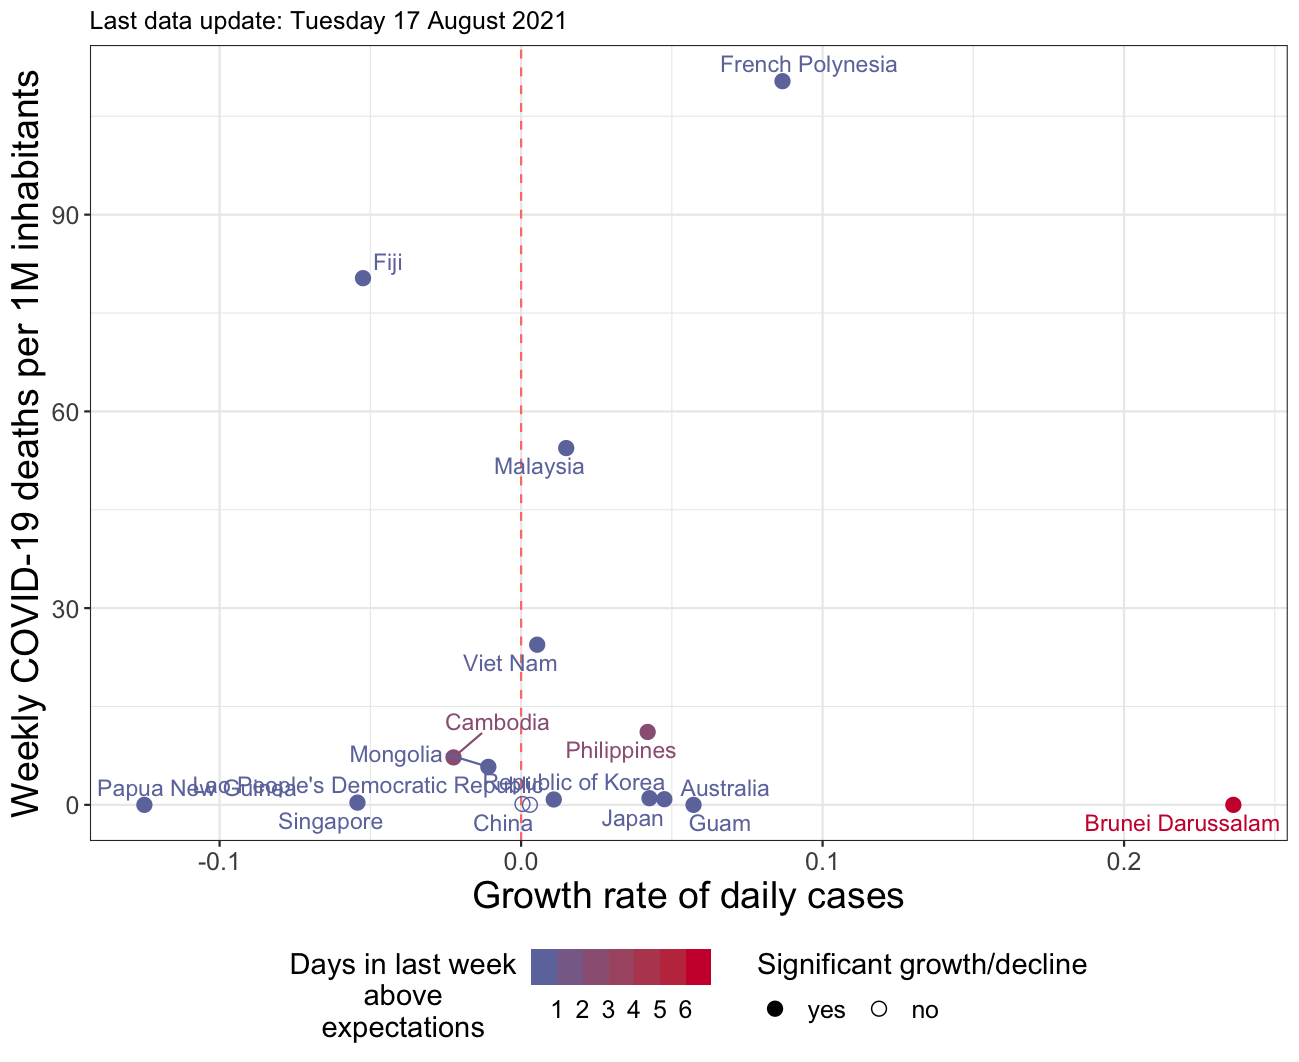 Last data update: Tuesday 17 August 2021
Weekly COVID-19 deaths per 1M inhabitants
90
60
30
0
French Polynesia
Fiji
Malaysia
Viet Nam
Cambodia
Philippines
Mongolia
Papua New Guinea
Lao People's Democratic Republic
Republic of Korea
Australia
Singapore
China
Japan
Guam
Brunei Darussalam
-0.1 0.0 0.1 0.2
Growth rate of daily cases
Days in last week
above
expectations
1 2 3 4 5 6
Significant growth/decline
yes no